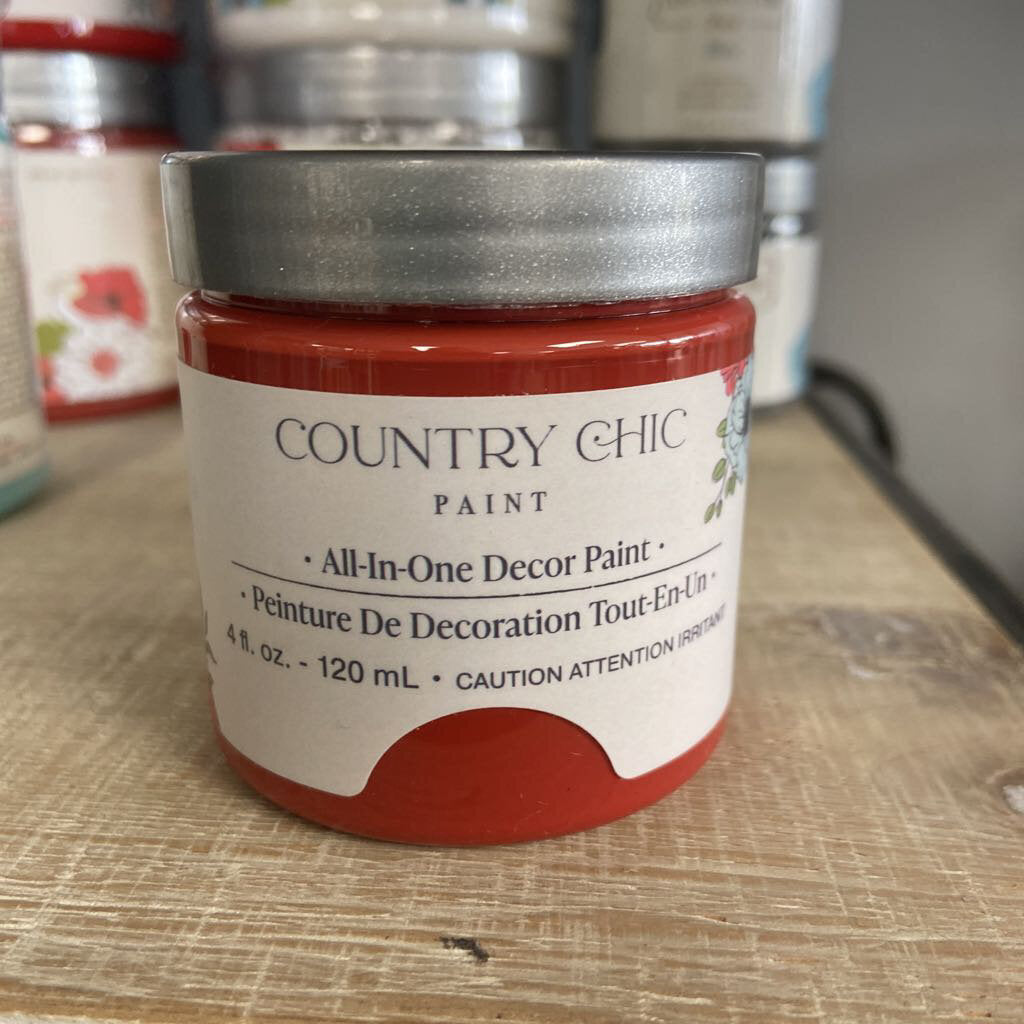 COUNTRY CHIC
PAINT
· All-In-One Decor Paint ·
· Peinture De Decoration Tout-En-Un ·
4 fl. oz. - 120 mL • CAUTION ATTENTION IRRITANT